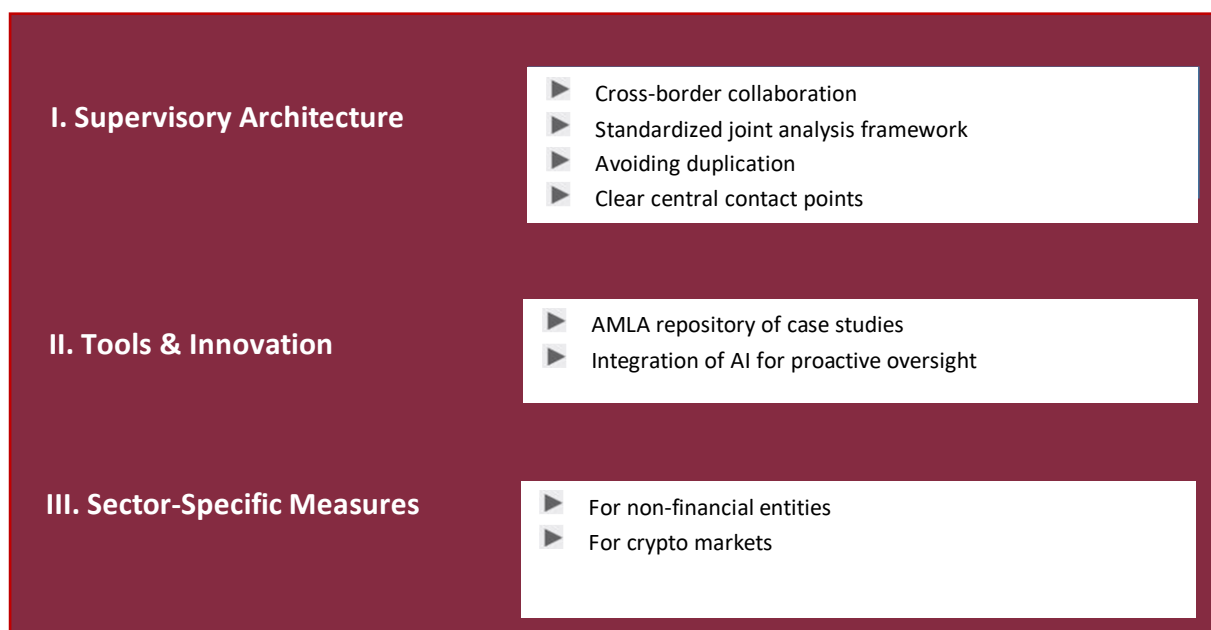 I. Supervisory Architecture
Cross-border collaboration
Standardized joint analysis framework
Avoiding duplication
Clear central contact points
II. Tools & Innovation
AMLA repository of case studies
Integration of AI for proactive oversight
III. Sector-Specific Measures
For non-financial entities
For crypto markets